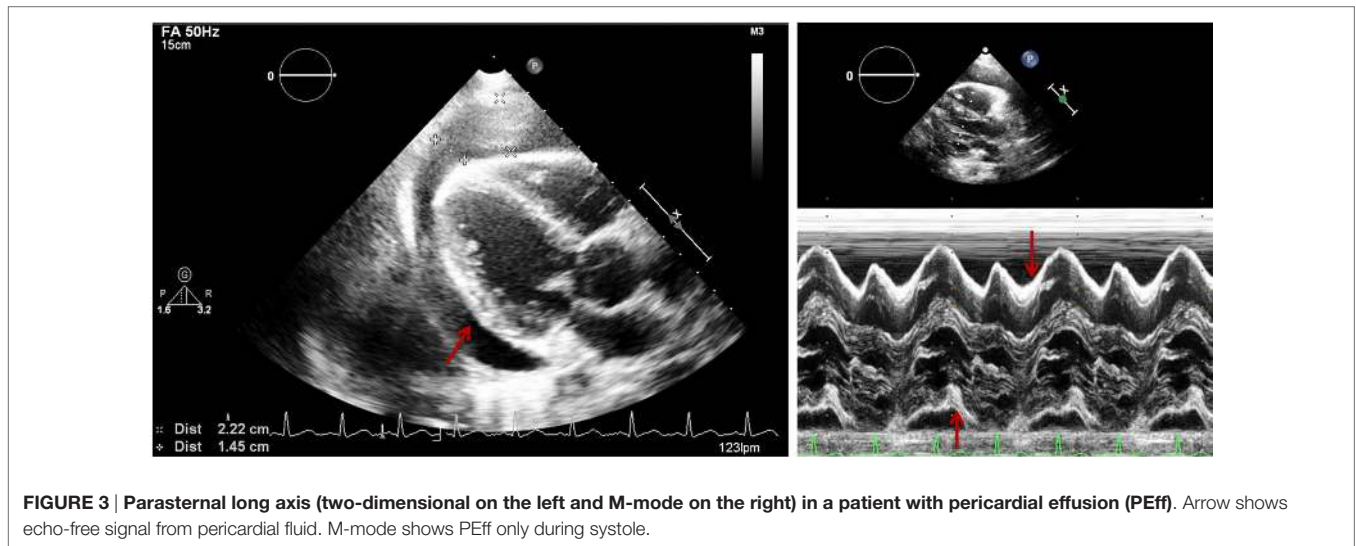 FA 50Hz
15cm
0
P
M3
G
P R
1.6 3.2
Dist 2.22 cm
Dist 1.45 cm
123lpm
0
P
FIGURE 3 | Parasternal long axis (two-dimensional on the left and M-mode on the right) in a patient with pericardial effusion (PEff). Arrow shows
echo-free signal from pericardial fluid. M-mode shows PEff only during systole.